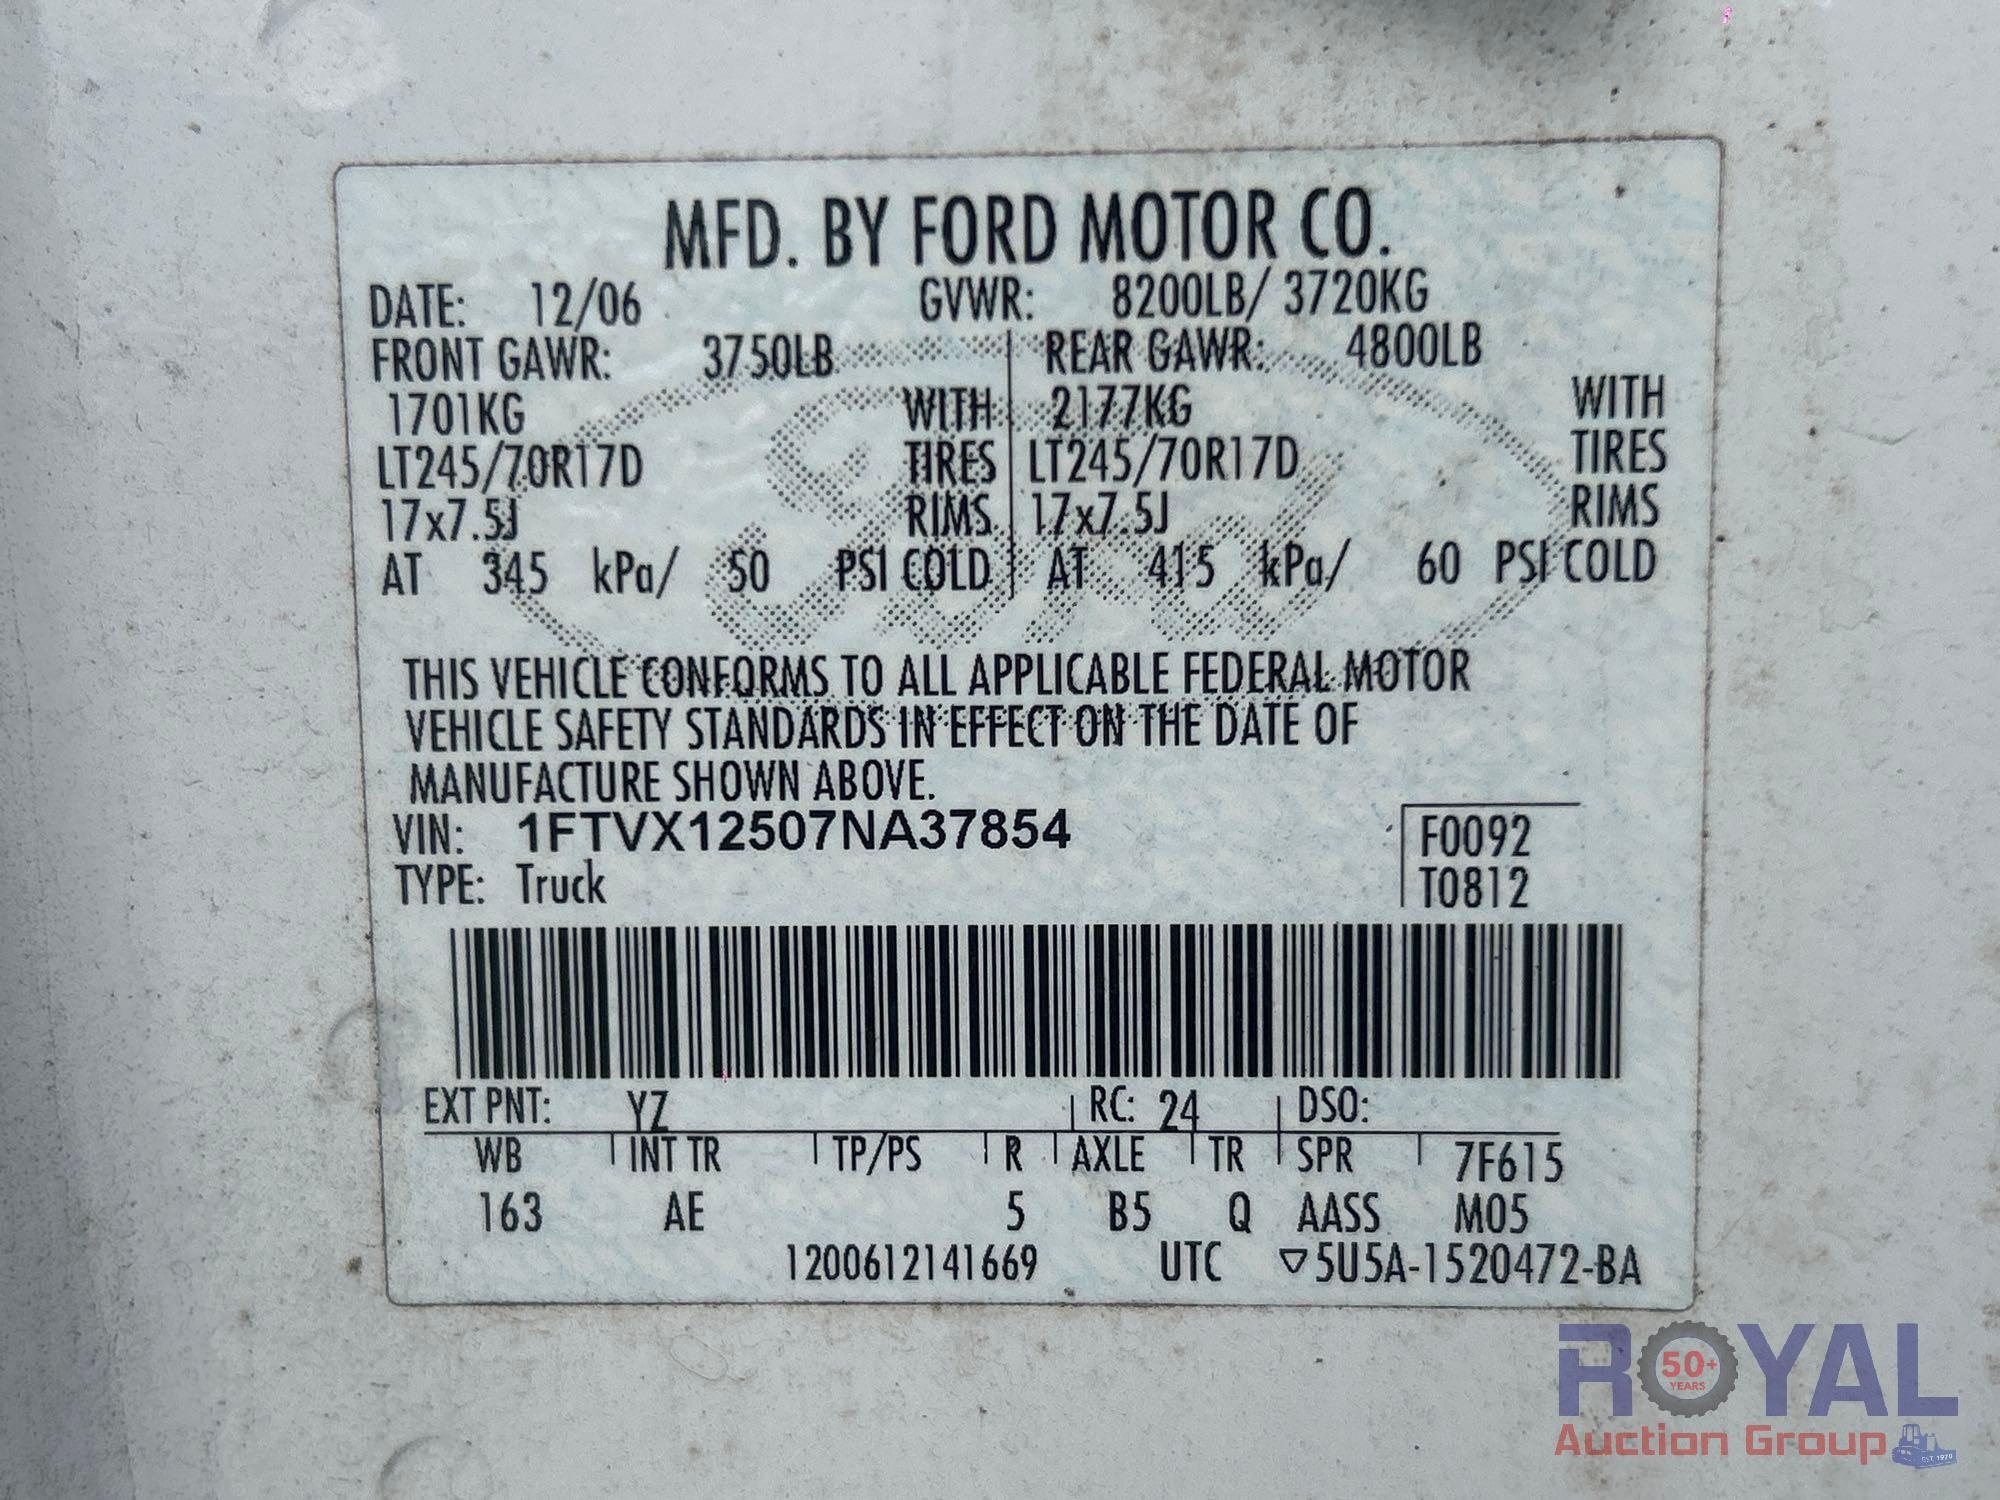 MFD. BY FORD MOTOR CO.
DATE: 12/06 GVWR: 8200LB/ 3720KG
FRONT GAWR: 3750LB REAR GAWR: 4800LB
1701KG WITH 2177KG WITH
LT245/70R17D TIRES LT245/70R17D TIRES
17x7.5J RIMS 17x7.5J RIMS
AT 345 kPa/ 50 PSI COLD AT 415 kPa/ 60 PSI COLD
THIS VEHICLE CONFORMS TO ALL APPLICABLE FEDERAL MOTOR
VEHICLE SAFETY STANDARDS IN EFFECT ON THE DATE OF
MANUFACTURE SHOWN ABOVE.
VIN: 1FTVX12507NA37854 F0092
TYPE: Truck T0812
EXT PNT: YZ RC: 24 DSO:
WB INT TR TP/PS R AXLE TR SPR 7F615
163 AE 5 B5 Q AASS M05
1200612141669 UTC ▽5U5A-1520472-BA
ROYAL
50+
YEARS
Auction Group
EST. 1970